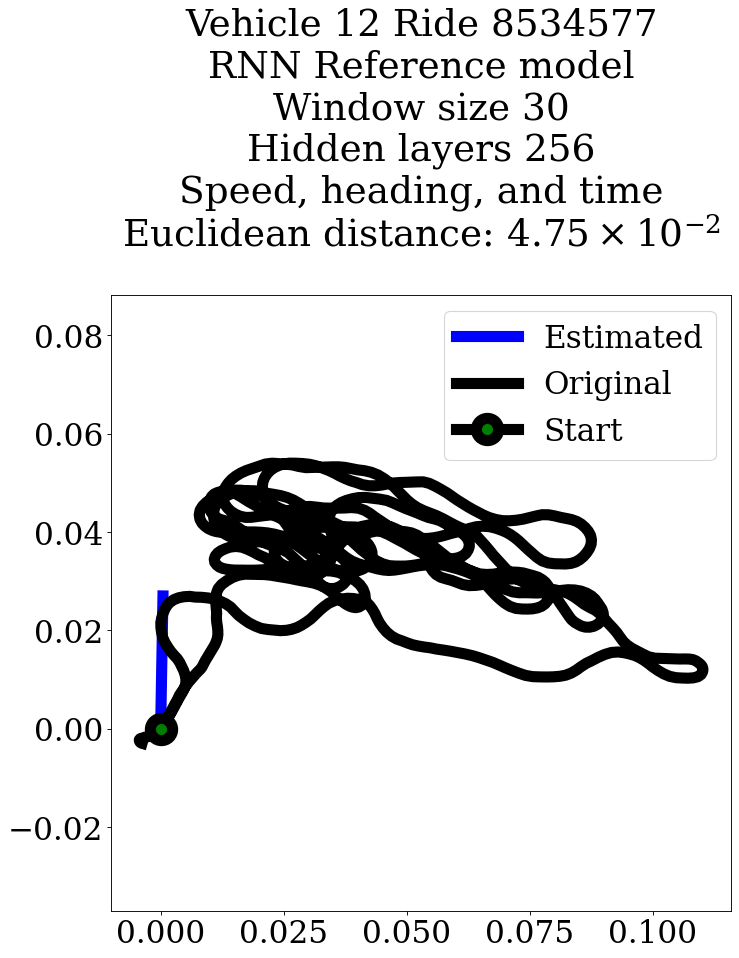 Vehicle 12 Ride 8534577
RNN Reference model
Window size 30
Hidden layers 256
Speed, heading, and time
Euclidean distance: 4.75 × 10⁻²
Estimated
Original
Start
0.08
0.06
0.04
0.02
0.00
−0.02
0.000 0.025 0.050 0.075 0.100